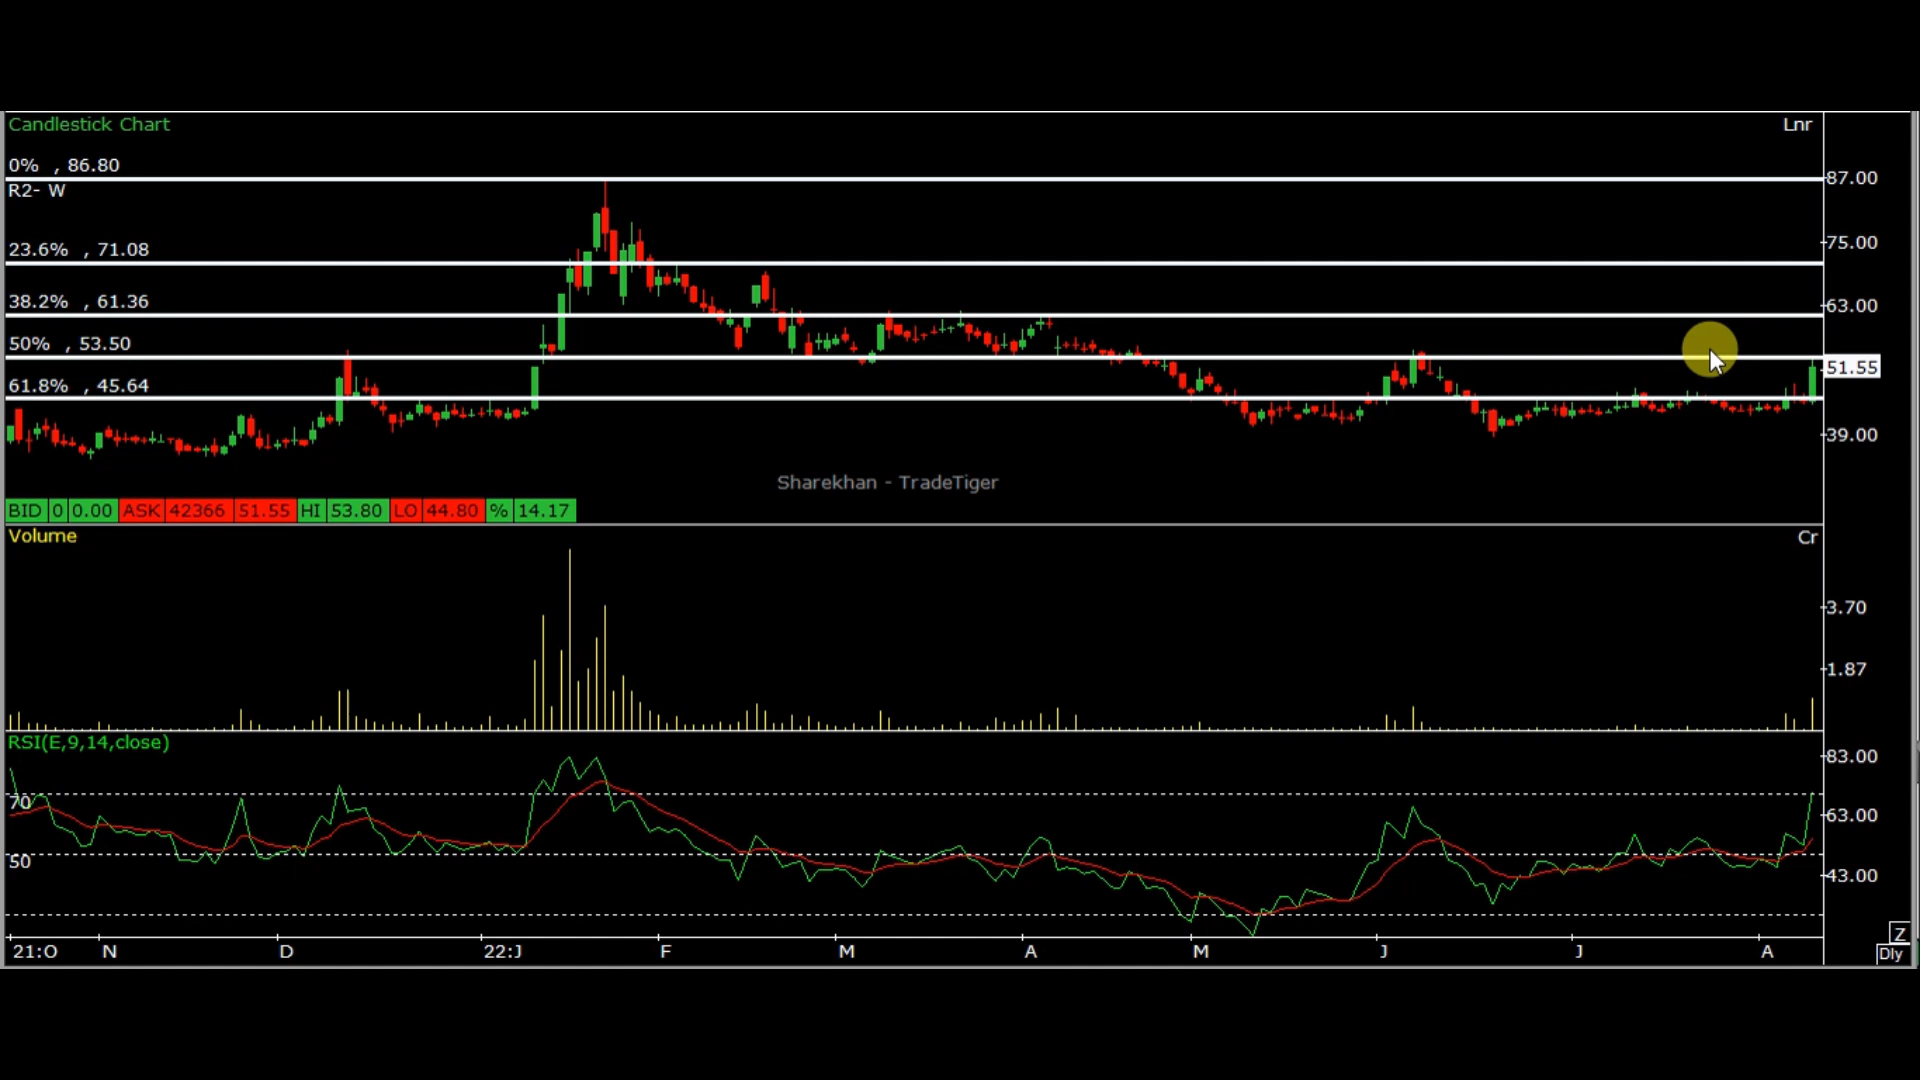 Candlestick Chart
Lnr
0% , 86.80
87.00
R2- W
23.6% , 71.08
75.00
38.2% , 61.36
63.00
50% , 53.50
51.55
61.8% , 45.64
39.00
Sharekhan - TradeTiger
BID 0 0.00 ASK 42366 51.55 HI 53.80 LO 44.80 % 14.17
Volume
Cr
3.70
1.87
RSI(E,9,14,close)
83.00
70
63.00
50
43.00
Z
21:O N D 22:J F M A M J J A
Dly